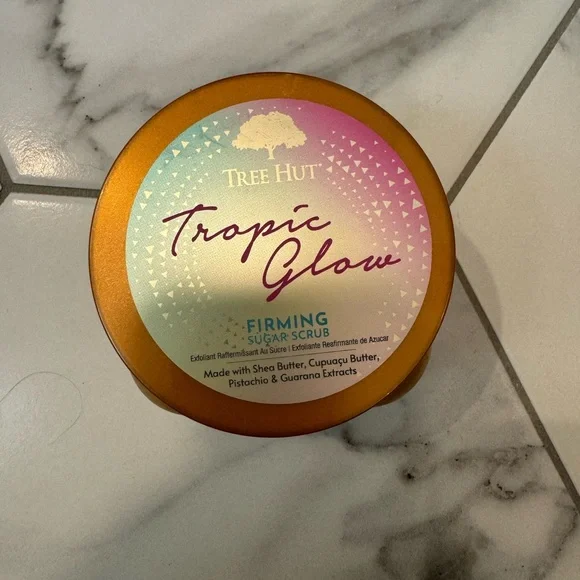 TREE HUT®
Tropic
Glow
FIRMING
SUGAR SCRUB
Exfoliant Raffermissant Au Sucre | Exfoliante Reafirmante de Azucar
Made with Shea Butter, Cupuaçu Butter,
Pistachio & Guarana Extracts